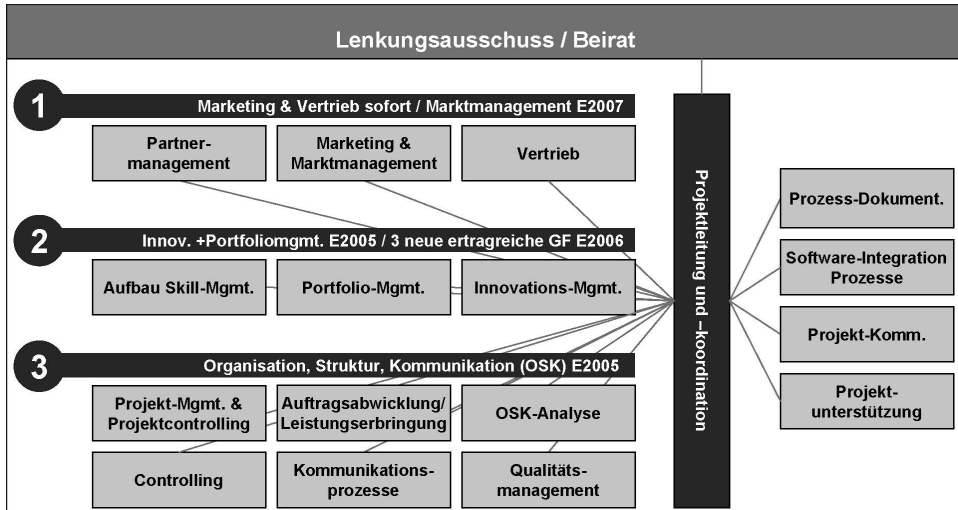 Lenkungsausschuss / Beirat
1
Marketing & Vertrieb sofort / Marktmanagement E2007
Partner-
management
Marketing &
Marktmanagement
Vertrieb
2
Innov. +Portfoliomgmt. E2005 / 3 neue ertragreiche GF E2006
Aufbau Skill-Mgmt.
Portfolio-Mgmt.
Innovations-Mgmt.
3
Organisation, Struktur, Kommunikation (OSK) E2005
Projekt-Mgmt. &
Projektcontrolling
Auftragsabwicklung/
Leistungserbringung
OSK-Analyse
Controlling
Kommunikations-
prozesse
Qualitäts-
management
Projektleitung und –koordination
Prozess-Dokument.
Software-Integration
Prozesse
Projekt-Komm.
Projekt-
unterstützung